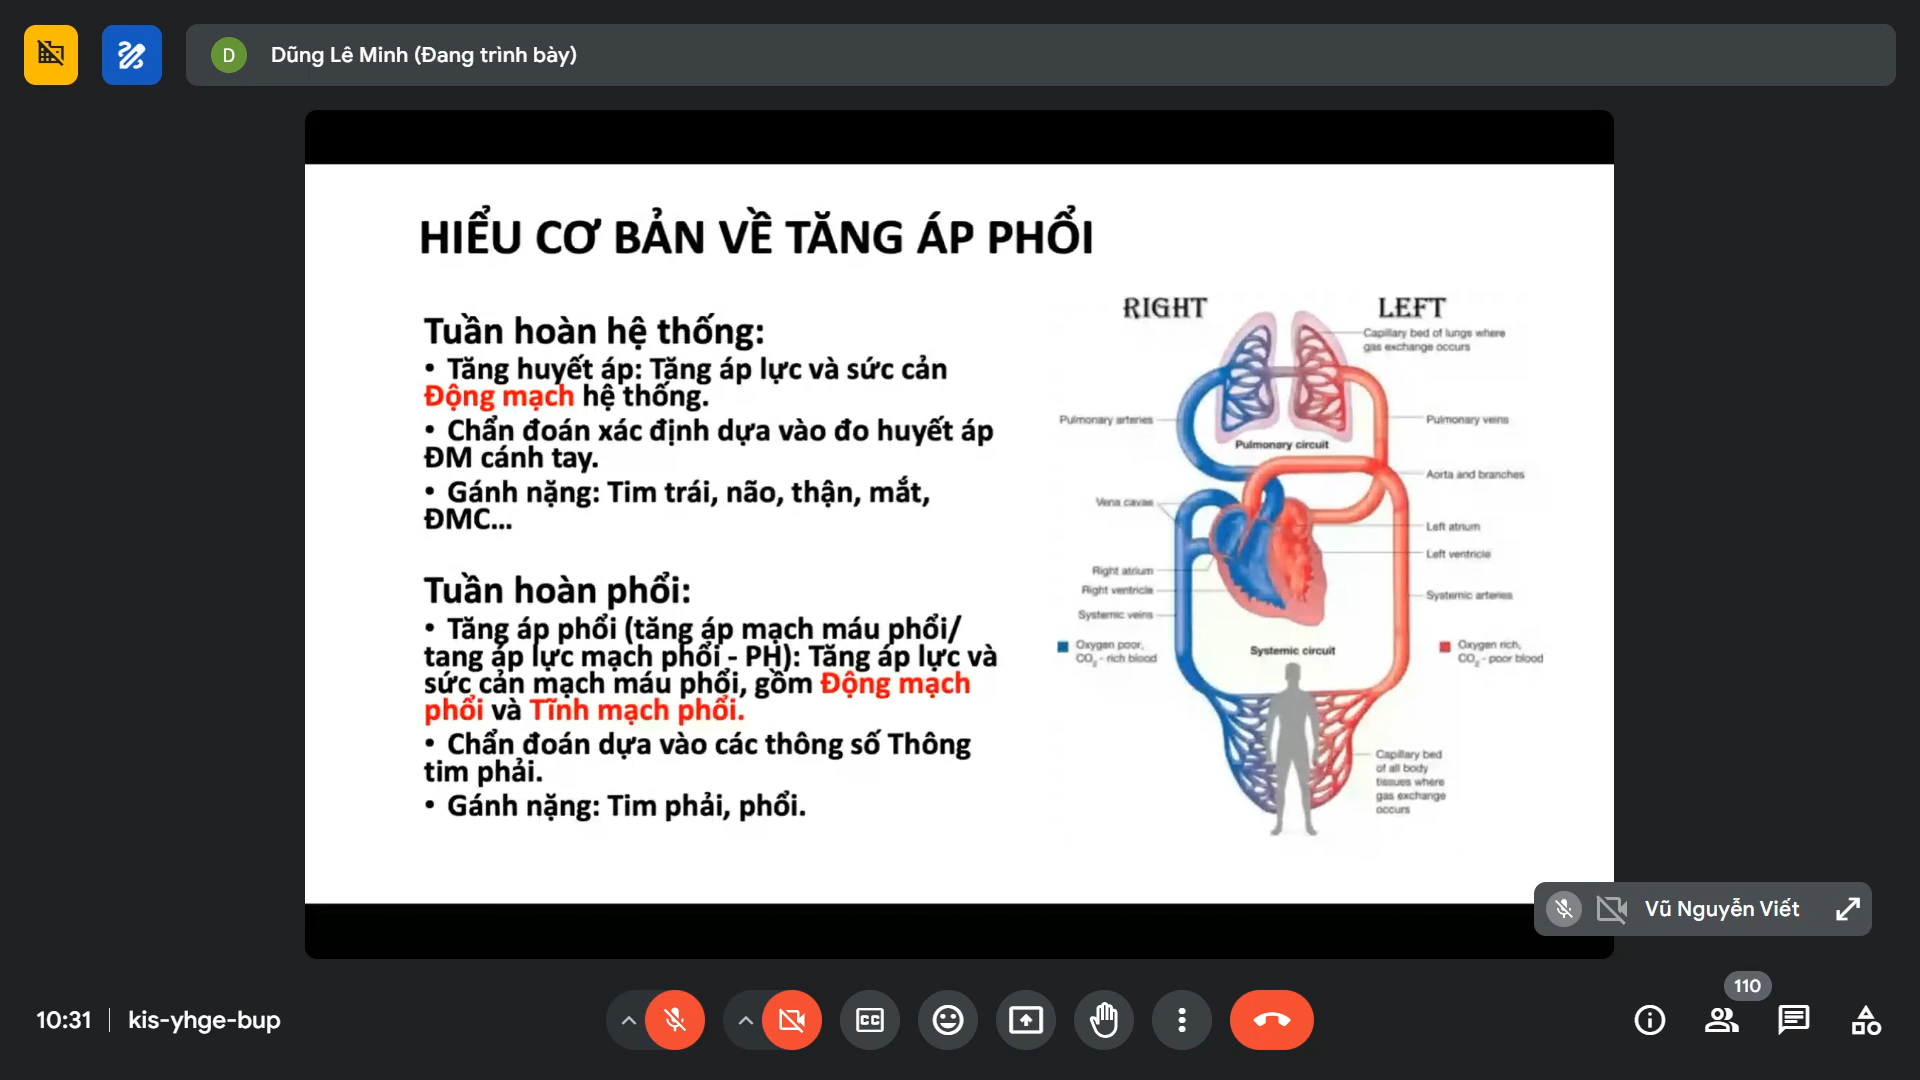 D
Dũng Lê Minh (Đang trình bày)
HIỂU CƠ BẢN VỀ TĂNG ÁP PHỔI
Tuần hoàn hệ thống:
• Tăng huyết áp: Tăng áp lực và sức cản
Động mạch hệ thống.
• Chẩn đoán xác định dựa vào đo huyết áp
ĐM cánh tay.
• Gánh nặng: Tim trái, não, thận, mắt,
ĐMC...
Tuần hoàn phổi:
• Tăng áp phổi (tăng áp mạch máu phổi/
tang áp lực mạch phổi - PH): Tăng áp lực và
sức cản mạch máu phổi, gồm Động mạch
phổi và Tĩnh mạch phổi.
• Chẩn đoán dựa vào các thông số Thông
tim phải.
• Gánh nặng: Tim phải, phổi.
RIGHT
LEFT
Capillary bed of lungs where
gas exchange occurs
Pulmonary arteries
Pulmonary veins
Pulmonary circuit
Aorta and branches
Vena cavae
Left atrium
Left ventricle
Right atrium
Right ventricle
Systemic arteries
Systemic veins
Oxygen poor,
CO2 - rich blood
Systemic circuit
Oxygen rich,
CO2 - poor blood
Capillary bed
of all body
tissues where
gas exchange
occurs
Vũ Nguyễn Viết
10:31
kis-yhge-bup
CC
110